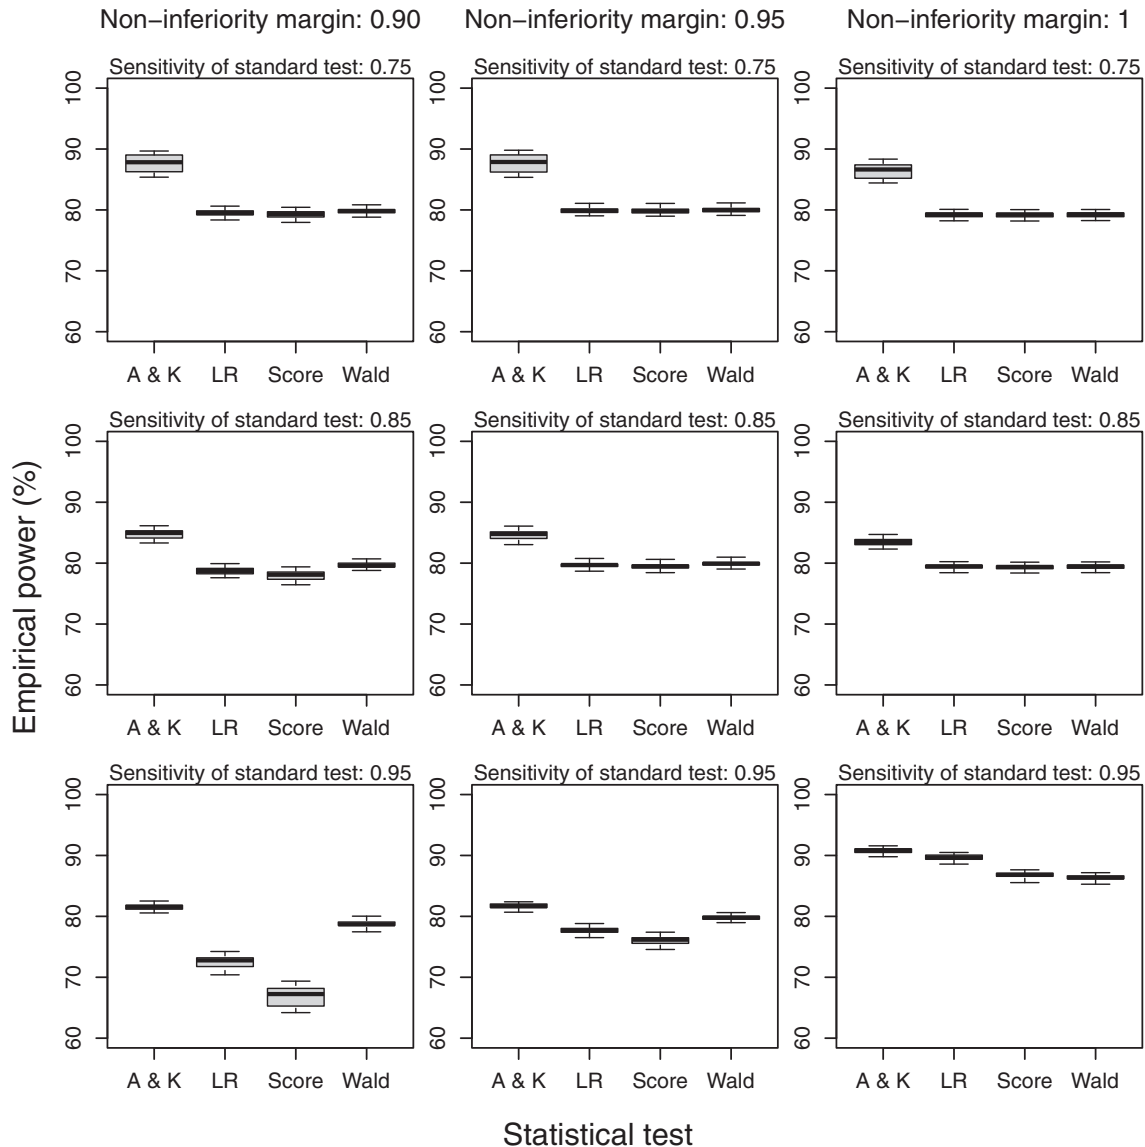 Non−inferiority margin: 0.90
Non−inferiority margin: 0.95
Non−inferiority margin: 1
Sensitivity of standard test: 0.75
Sensitivity of standard test: 0.75
Sensitivity of standard test: 0.75
100
90
80
70
60
100
90
80
70
60
100
90
80
70
60
A & K LR Score Wald
A & K LR Score Wald
A & K LR Score Wald
Sensitivity of standard test: 0.85
Sensitivity of standard test: 0.85
Sensitivity of standard test: 0.85
Empirical power (%)
100
90
80
70
60
100
90
80
70
60
100
90
80
70
60
A & K LR Score Wald
A & K LR Score Wald
A & K LR Score Wald
Sensitivity of standard test: 0.95
Sensitivity of standard test: 0.95
Sensitivity of standard test: 0.95
100
90
80
70
60
100
90
80
70
60
100
90
80
70
60
A & K LR Score Wald
A & K LR Score Wald
A & K LR Score Wald
Statistical test